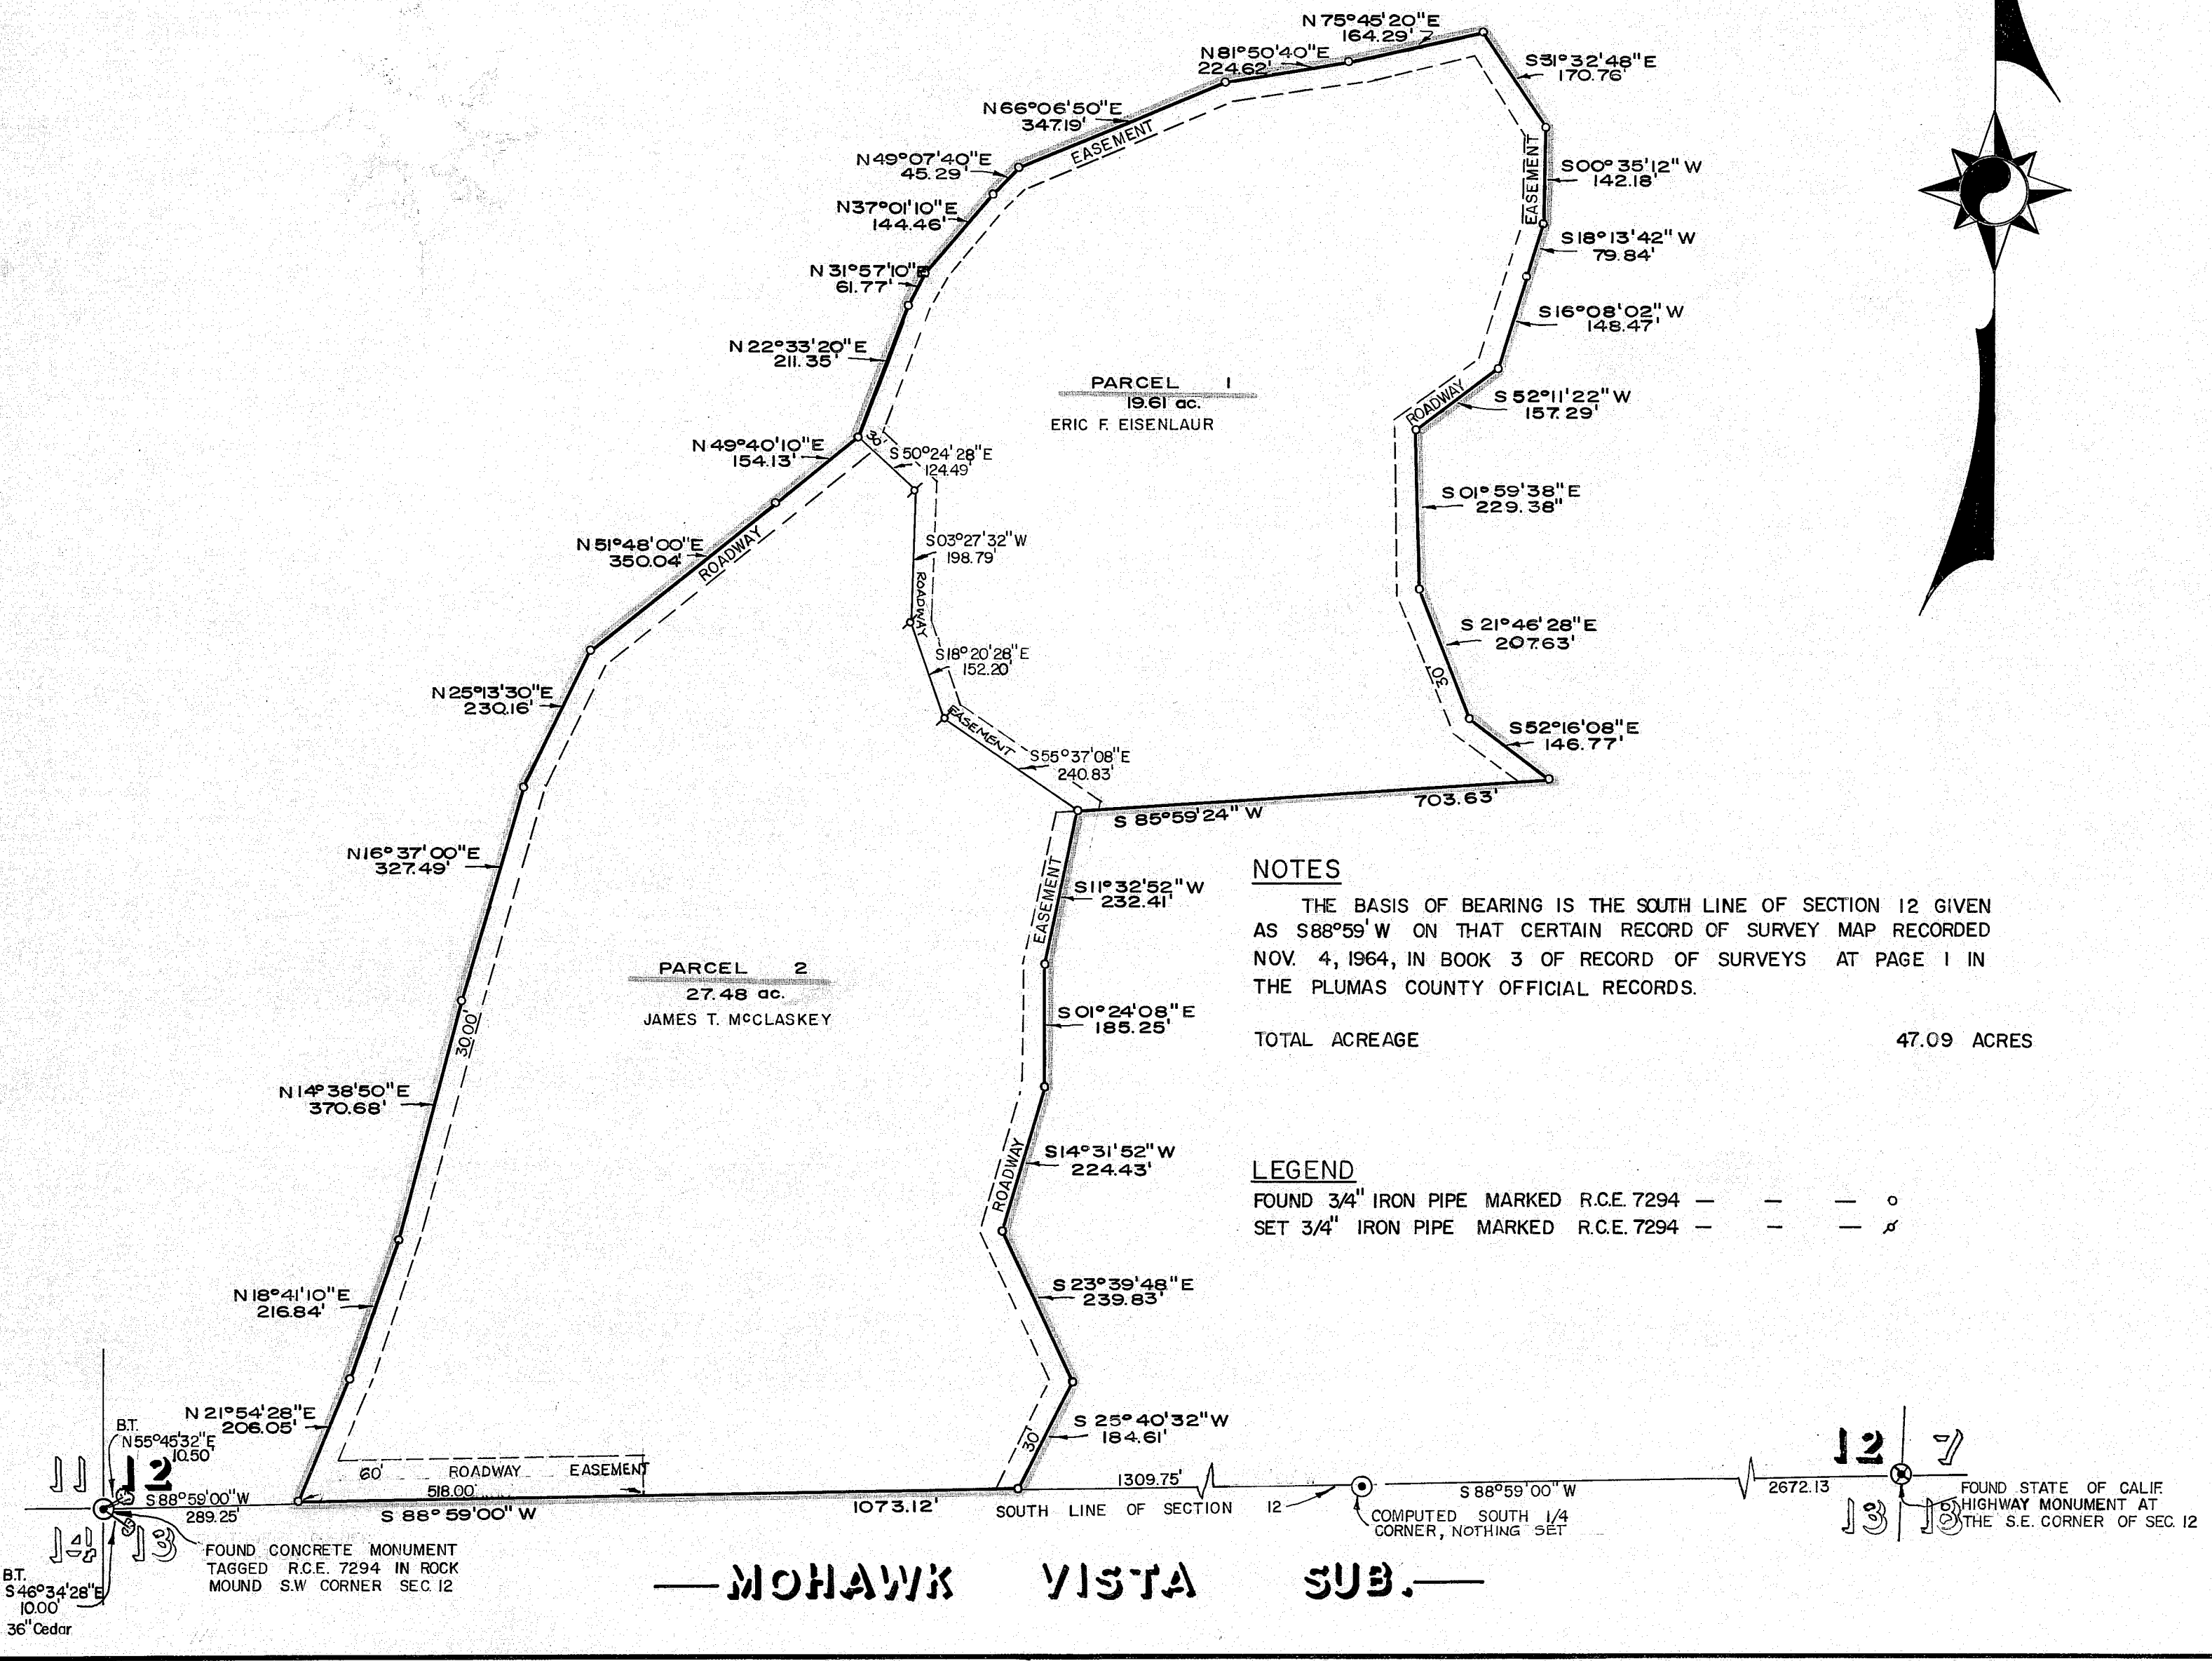 N 75°45'20"E
164.29'
N81°50'40"E
224.62'
S31°32'48"E
170.76'
N66°06'50"E
347.19'
EASEMENT
N49°07'40"E
45.29'
EASEMENT
S00°35'12"W
142.18'
N37°01'10"E
144.46'
S18°13'42"W
79.84'
N31°57'10"E
61.77'
S16°08'02"W
148.47'
N22°33'20"E
211.35'
PARCEL 1
19.61 ac.
ERIC F. EISENLAUR
ROADWAY
S 52°11'22"W
157.29'
N49°40'10"E
154.13'
30'
S50°24'28"E
124.49'
S01°59'38"E
229.38"
N51°48'00"E
350.04'
ROADWAY
S03°27'32"W
198.79'
ROADWAY
S 21°46'28"E
207.63'
30'
S18°20'28"E
152.20'
N25°13'30"E
230.16'
EASEMENT
S52°16'08"E
146.77'
S55°37'08"E
240.83'
703.63'
S 85°59'24" W
N16°37'00"E
327.49'
EASEMENT
S11°32'52"W
232.41'
NOTES
THE BASIS OF BEARING IS THE SOUTH LINE OF SECTION 12 GIVEN
AS S88°59'W ON THAT CERTAIN RECORD OF SURVEY MAP RECORDED
NOV. 4, 1964, IN BOOK 3 OF RECORD OF SURVEYS AT PAGE 1 IN
THE PLUMAS COUNTY OFFICIAL RECORDS.
TOTAL ACREAGE 47.09 ACRES
PARCEL 2
27.48 ac.
JAMES T. McCLASKEY
30.00'
S01°24'08"E
185.25'
N14°38'50"E
370.68'
ROADWAY
S14°31'52"W
224.43'
LEGEND
FOUND 3/4" IRON PIPE MARKED R.C.E. 7294 — — —
SET 3/4" IRON PIPE MARKED R.C.E. 7294 — — —
N18°41'10"E
216.84'
S23°39'48"E
239.83'
N 21°54'28"E
206.05'
S 25°40'32"W
184.61'
30'
B.T.
N55°45'32"E
10.50'
11 12
60' ROADWAY EASEMENT
518.00'
S88°59'00"W
289.25'
S 88°59'00" W
1073.12'
1309.75'
SOUTH LINE OF SECTION 12
S88°59'00"W
2672.13
12 7
13 18
14 13
COMPUTED SOUTH 1/4
CORNER, NOTHING SET
FOUND STATE OF CALIF.
HIGHWAY MONUMENT AT
THE S.E. CORNER OF SEC. 12
FOUND CONCRETE MONUMENT
TAGGED R.C.E. 7294 IN ROCK
MOUND S.W CORNER SEC. 12
B.T.
S46°34'28"E
10.00'
36" Cedar
—MOHAWK VISTA SUB.—